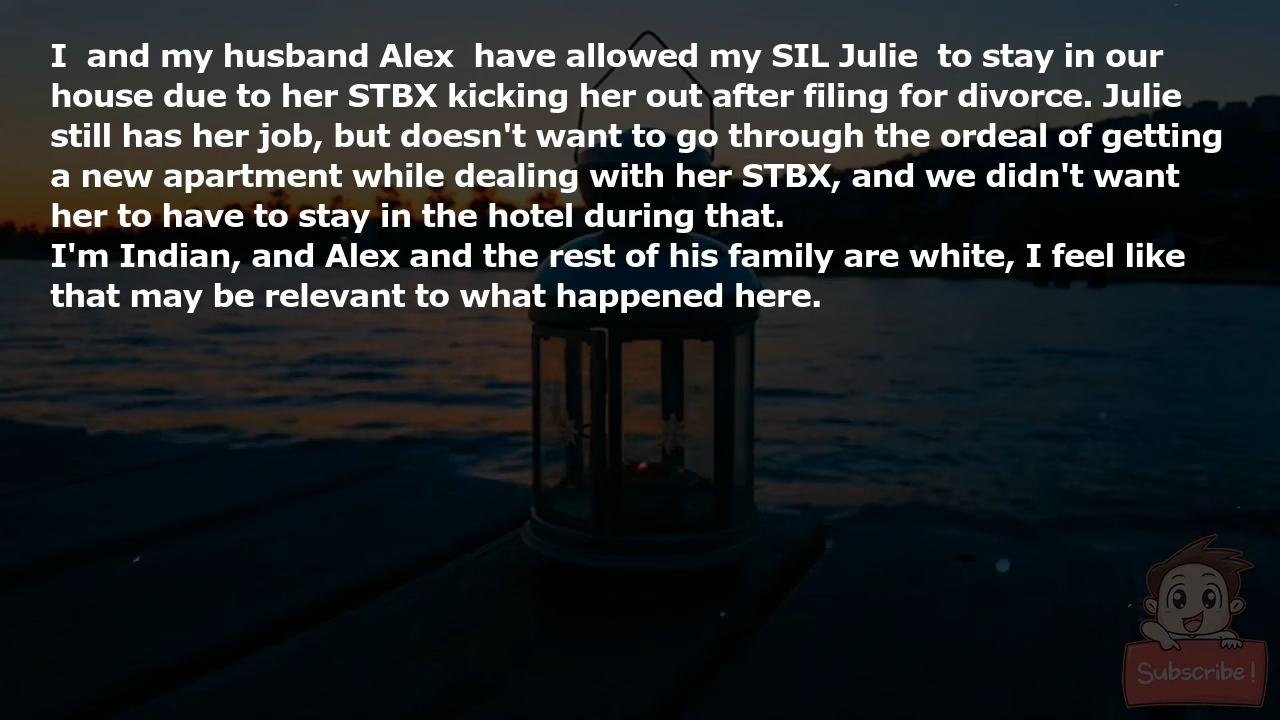 I and my husband Alex have allowed my SIL Julie to stay in our
house due to her STBX kicking her out after filing for divorce. Julie
still has her job, but doesn't want to go through the ordeal of getting
a new apartment while dealing with her STBX, and we didn't want
her to have to stay in the hotel during that.
I'm Indian, and Alex and the rest of his family are white, I feel like
that may be relevant to what happened here.
Subscribe!